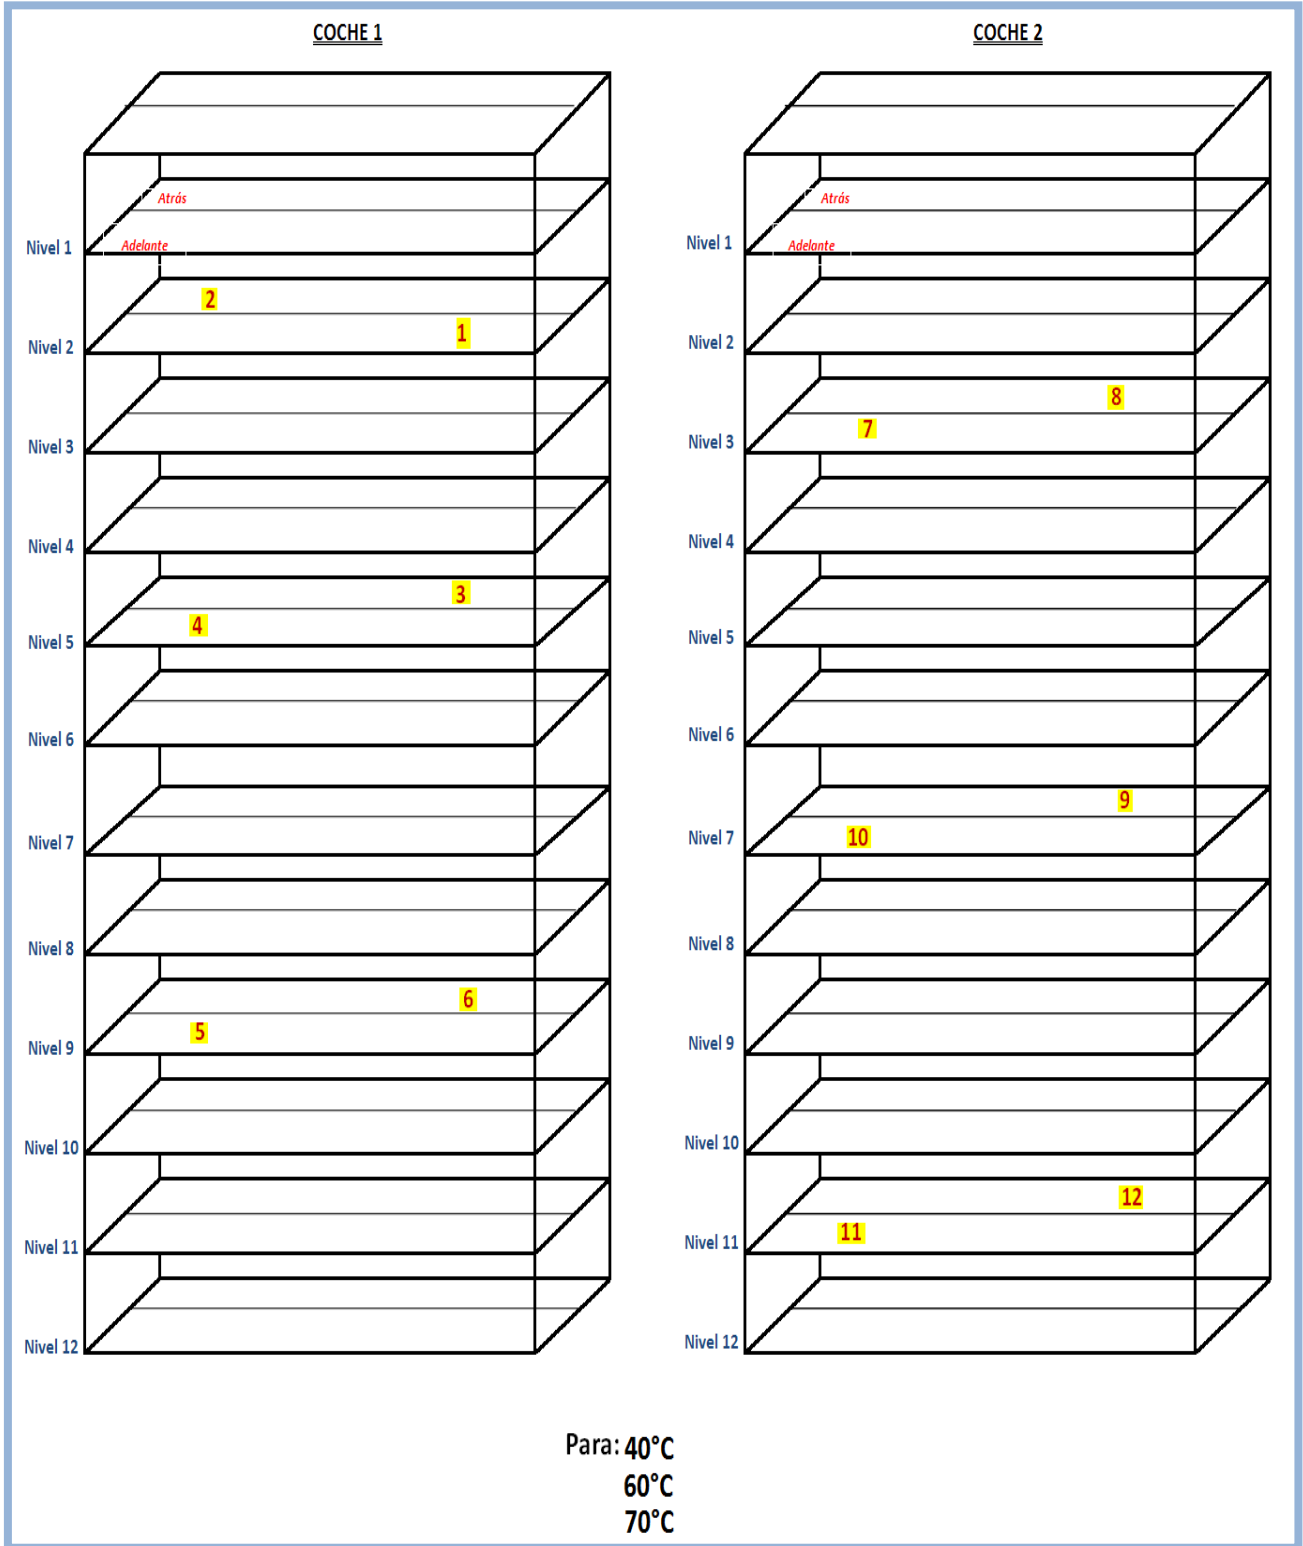 COCHE 1
Atrás
Adelante
Nivel 1
2
1
Nivel 2
Nivel 3
Nivel 4
3
4
Nivel 5
Nivel 6
Nivel 7
Nivel 8
6
5
Nivel 9
Nivel 10
Nivel 11
Nivel 12
COCHE 2
Atrás
Adelante
Nivel 1
Nivel 2
8
7
Nivel 3
Nivel 4
Nivel 5
Nivel 6
9
10
Nivel 7
Nivel 8
Nivel 9
Nivel 10
12
11
Nivel 11
Nivel 12
Para: 40°C
60°C
70°C